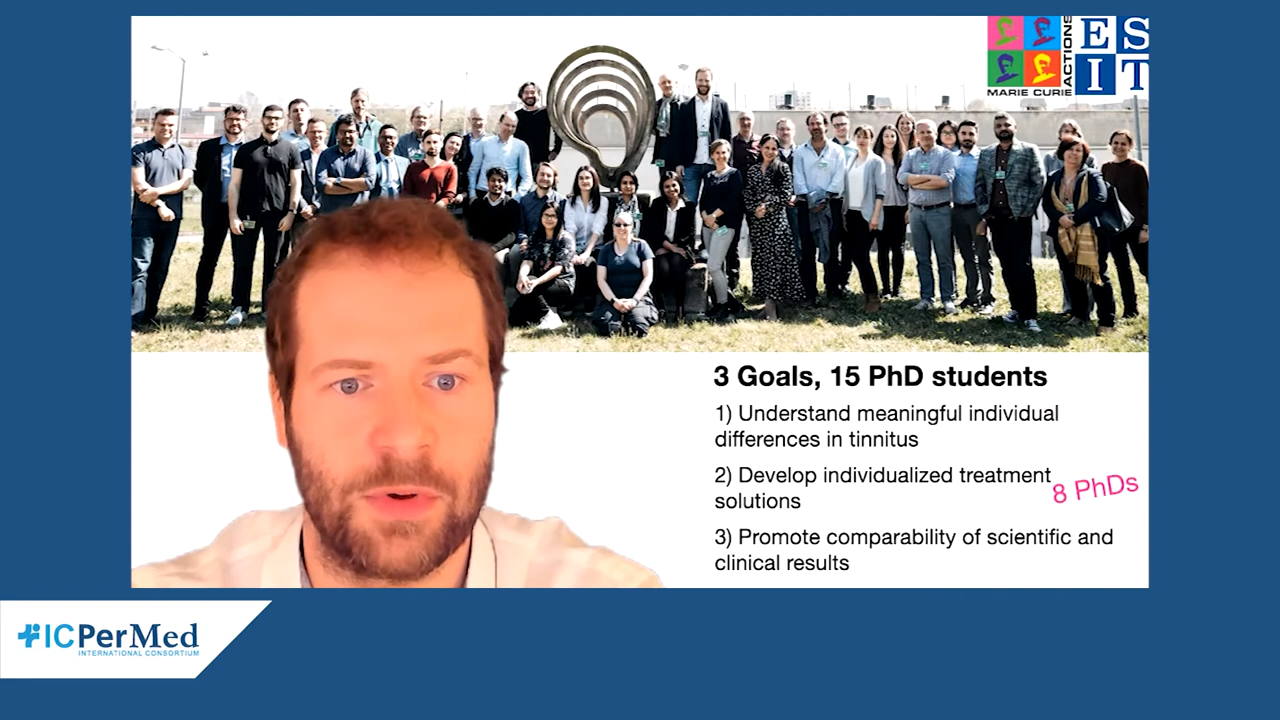 MARIE CURIE
ACTIONS
ES
IT
3 Goals, 15 PhD students
1) Understand meaningful individual
differences in tinnitus
2) Develop individualized treatment
solutions
8 PhDs
3) Promote comparability of scientific and
clinical results
ICPerMed
INTERNATIONAL CONSORTIUM